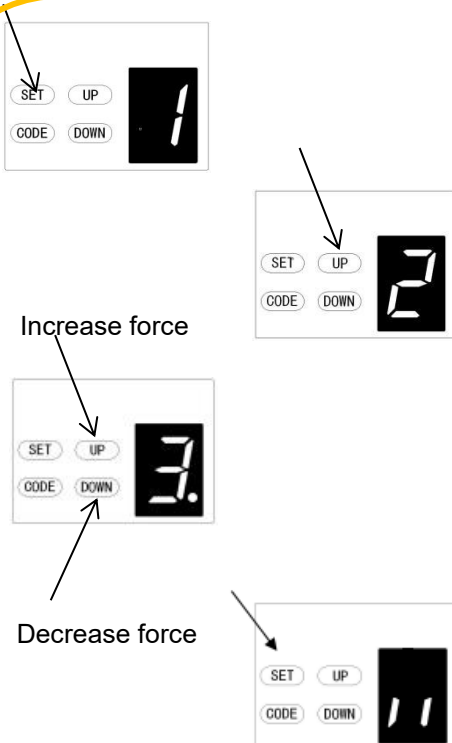 SET UP
CODE DOWN
1
SET UP
CODE DOWN
2
Increase force
SET UP
CODE DOWN
3.
Decrease force
SET UP
CODE DOWN
11